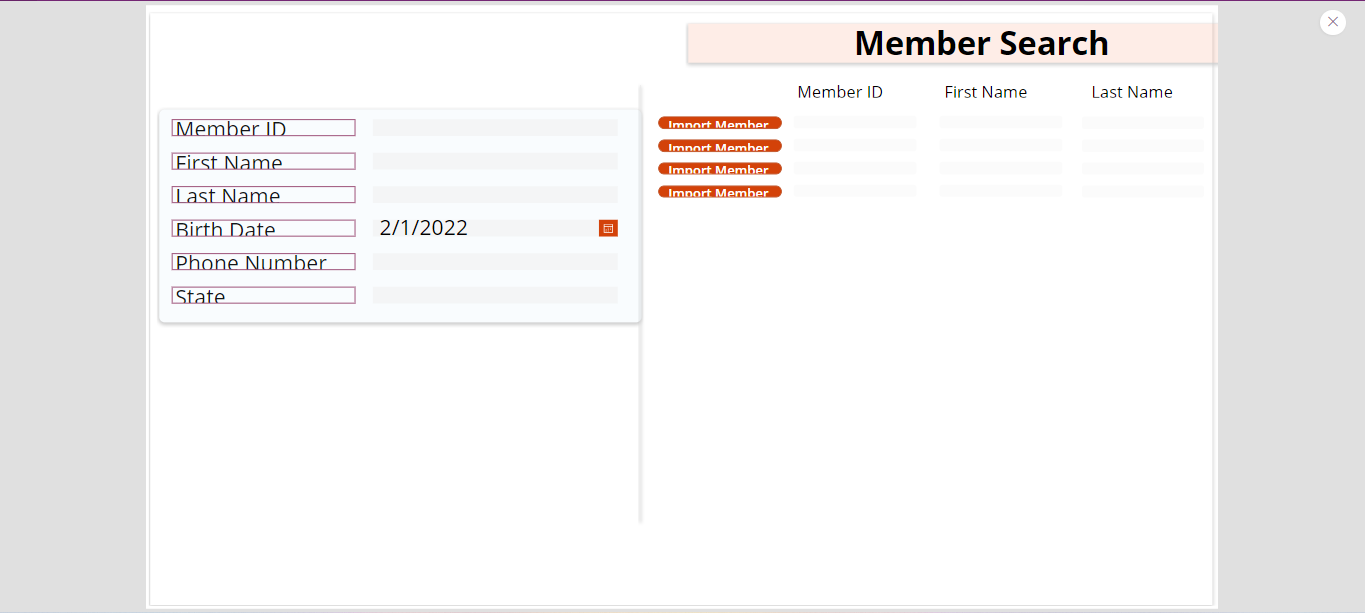 Member Search
Member ID First Name Last Name
Member ID
First Name
Last Name
Birth Date 2/1/2022
Phone Number
State
Import Member
Import Member
Import Member
Import Member